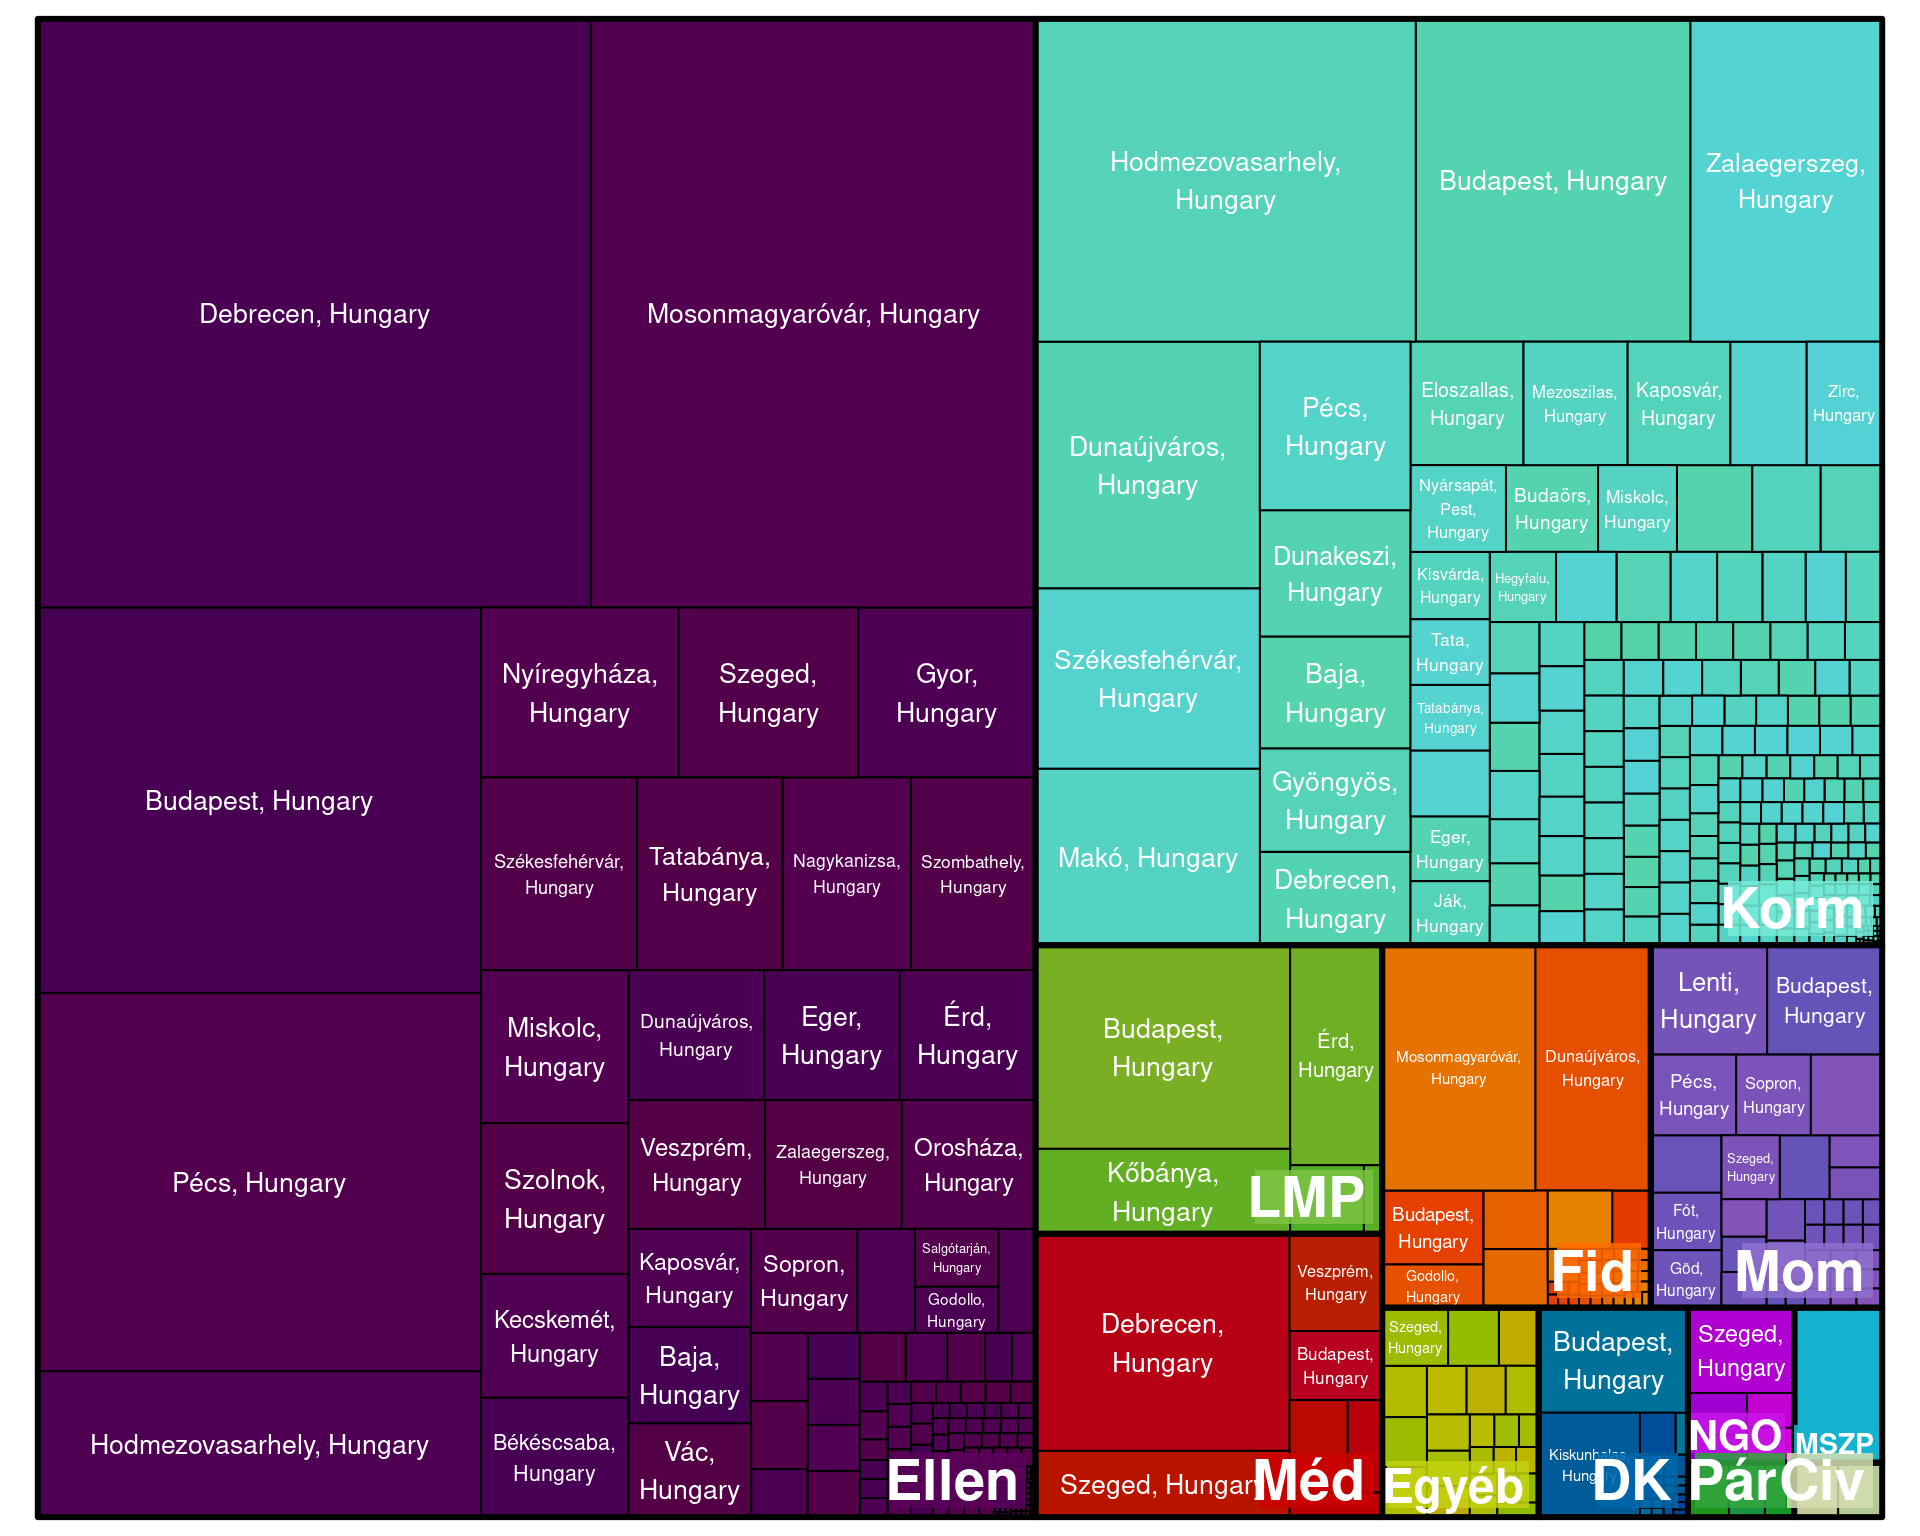 Debrecen, Hungary
Mosonmagyaróvár, Hungary
Budapest, Hungary
Pécs, Hungary
Hodmezovasarhely, Hungary
Nyíregyháza,
Hungary
Szeged,
Hungary
Gyor,
Hungary
Székesfehérvár,
Hungary
Tatabánya,
Hungary
Nagykanizsa,
Hungary
Szombathely,
Hungary
Miskolc,
Hungary
Szolnok,
Hungary
Kecskemét,
Hungary
Békéscsaba,
Hungary
Dunaújváros,
Hungary
Eger,
Hungary
Érd,
Hungary
Veszprém,
Hungary
Zalaegerszeg,
Hungary
Orosháza,
Hungary
Kaposvár,
Hungary
Sopron,
Hungary
Salgótarján,
Hungary
Godollo,
Hungary
Baja,
Hungary
Vác,
Hungary
Ellen
Hodmezovasarhely,
Hungary
Budapest, Hungary
Zalaegerszeg,
Hungary
Dunaújváros,
Hungary
Székesfehérvár,
Hungary
Makó, Hungary
Pécs,
Hungary
Dunakeszi,
Hungary
Baja,
Hungary
Gyöngyös,
Hungary
Debrecen,
Hungary
Eloszallas,
Hungary
Mezoszilas,
Hungary
Kaposvár,
Hungary
Zirc,
Hungary
Nyársapát,
Pest,
Hungary
Budaörs,
Hungary
Miskolc,
Hungary
Kisvárda,
Hungary
Hegyfalu,
Hungary
Tata,
Hungary
Tatabánya,
Hungary
Eger,
Hungary
Ják,
Hungary
Korm
Budapest,
Hungary
Érd,
Hungary
Kőbánya,
Hungary
LMP
Debrecen,
Hungary
Veszprém,
Hungary
Budapest,
Hungary
Szeged, Hungary
Méd
Mosonmagyaróvár,
Hungary
Dunaújváros,
Hungary
Budapest,
Hungary
Godollo,
Hungary
Fid
Lenti,
Hungary
Budapest,
Hungary
Pécs,
Hungary
Sopron,
Hungary
Szeged,
Hungary
Fót,
Hungary
Göd,
Hungary
Mom
Szeged,
Hungary
Egyéb
Budapest,
Hungary
Kiskunhalas,
Hungary
DK
Szeged,
Hungary
NGO
MSZP
Pár
Civ